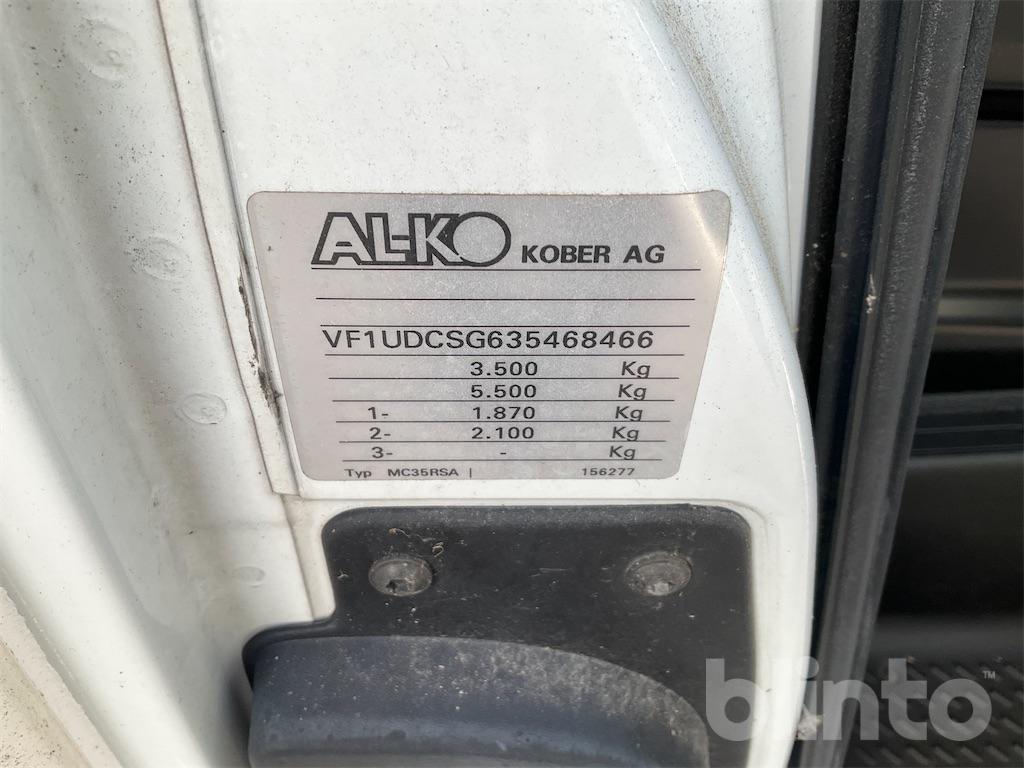 AL-KO KOBER AG
VF1UDCSG635468466
3.500 Kg
5.500 Kg
1- 1.870 Kg
2- 2.100 Kg
3- - Kg
Typ MC35RSA | 156277
blinto™